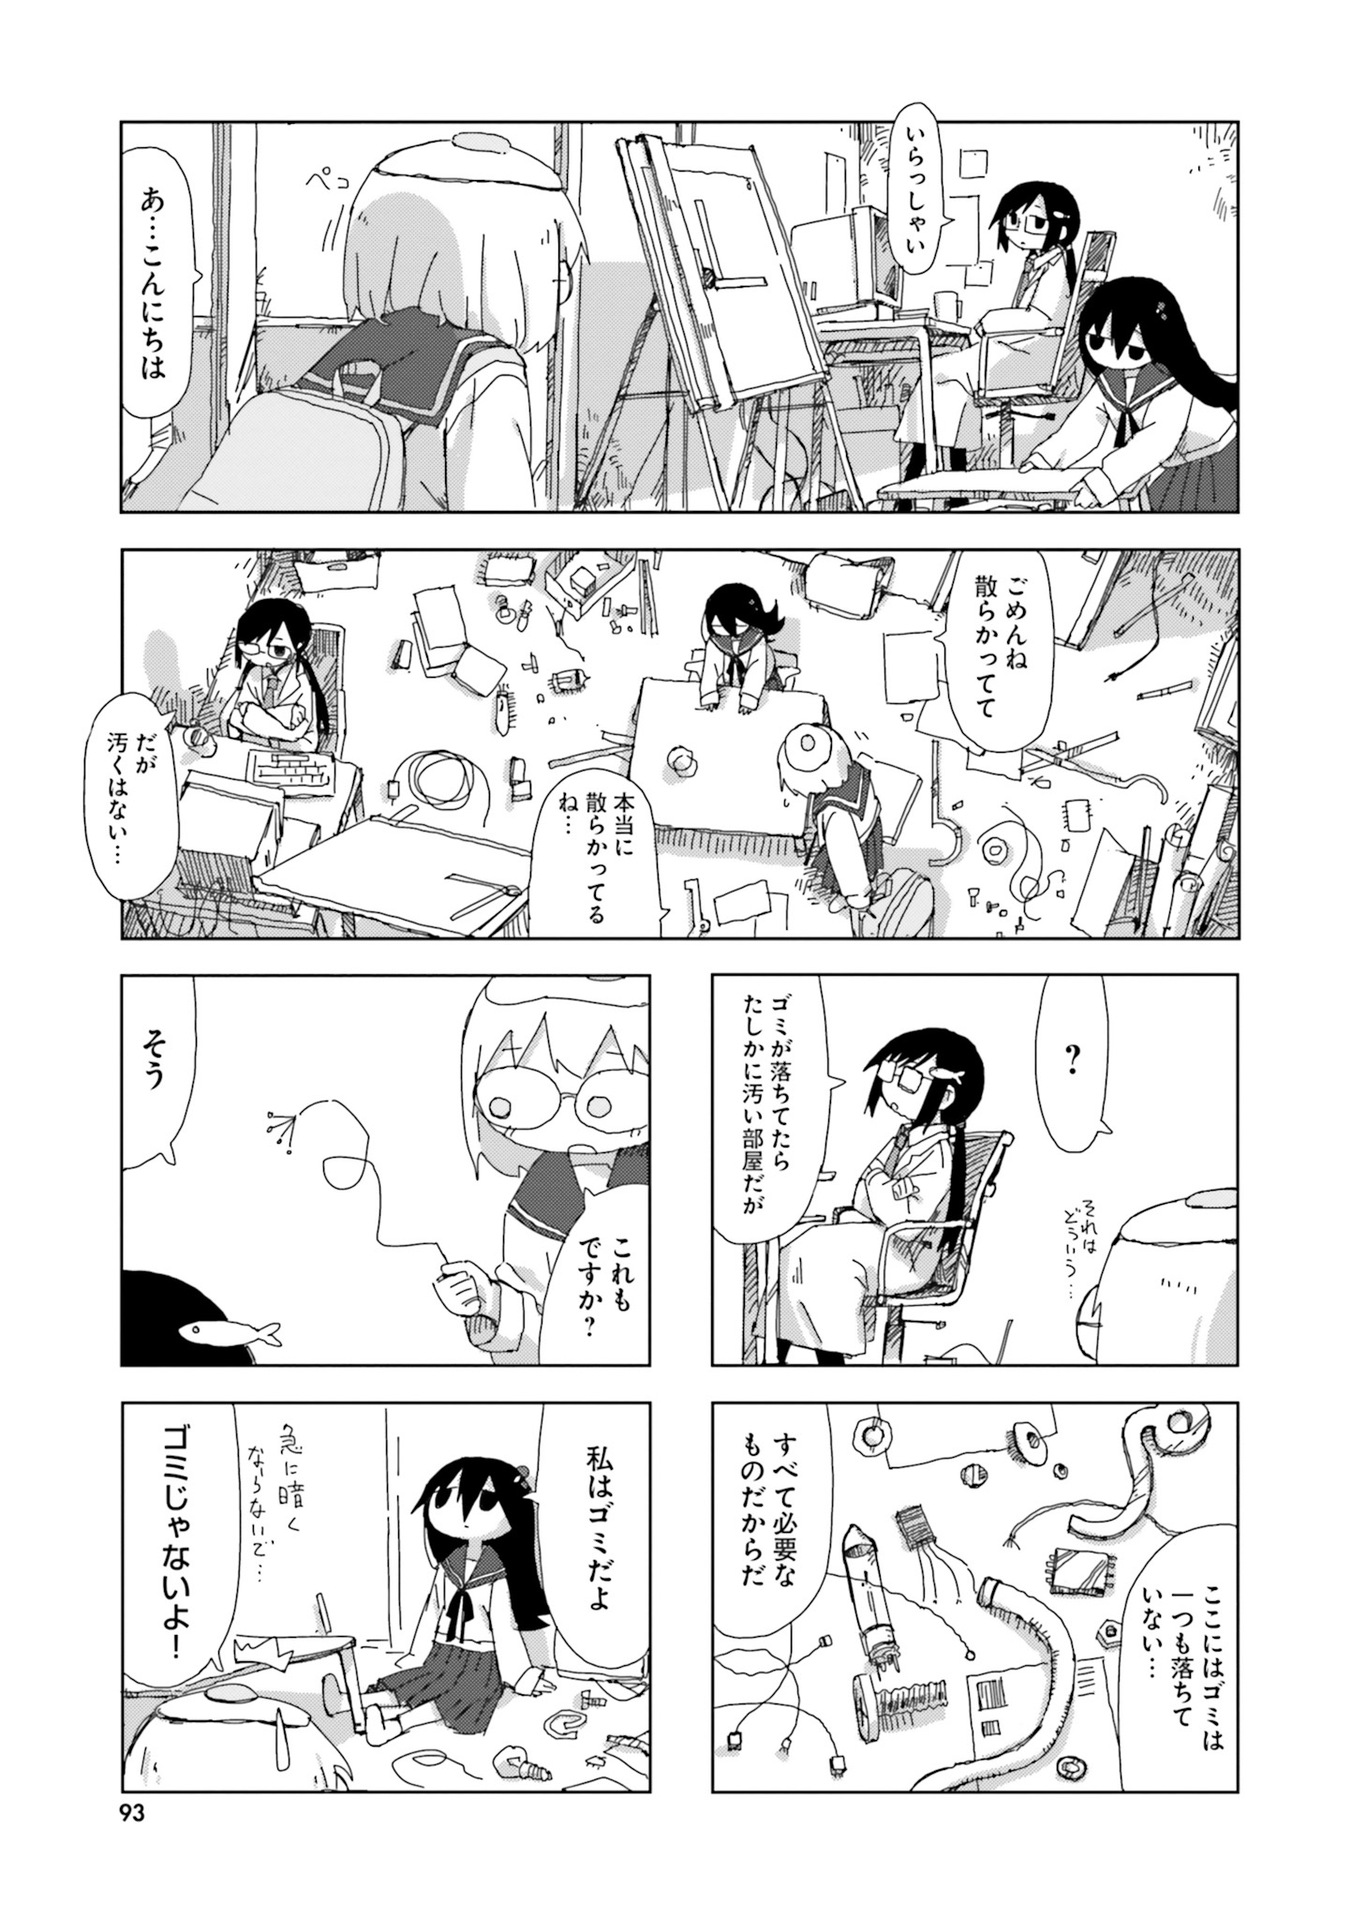 いらっしゃい
ペコ
あ…こんにちは
ごめんね
散らかってて
本当に
散らかってる
ね…
だが
汚くはない…
?
それは
どういう…
ゴミが落ちてたら
たしかに汚い部屋だが
これも
ですか?
そう
ここにはゴミは
一つも落ちて
いない…
すべて必要な
ものだからだ
私はゴミだよ
急に暗く
ならないで…
ゴミじゃないよ!
93